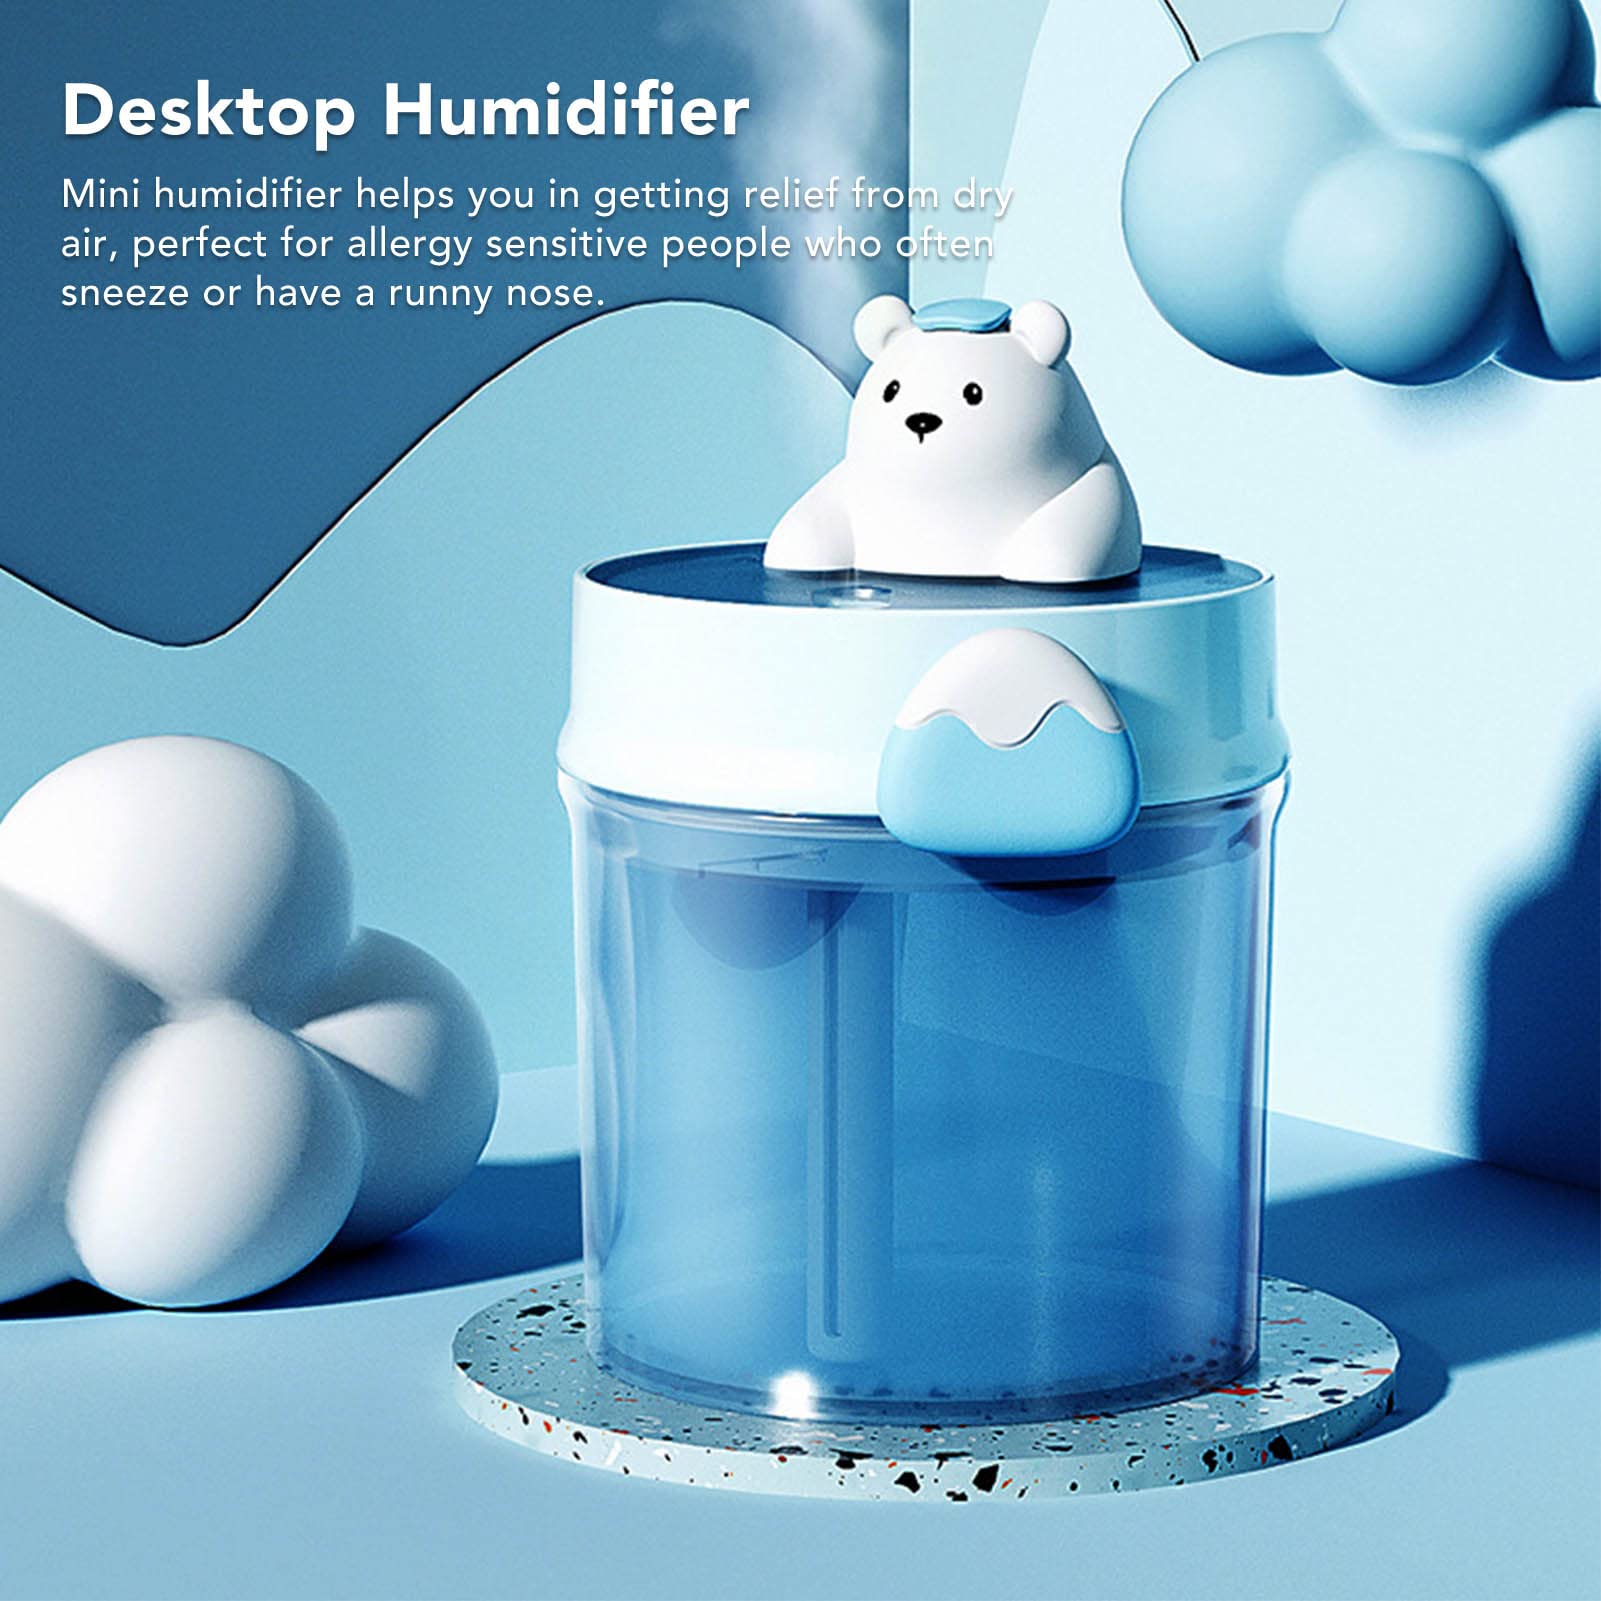 Desktop Humidifier
Mini humidifier helps you in getting relief from dry
air, perfect for allergy sensitive people who often
sneeze or have a runny nose.